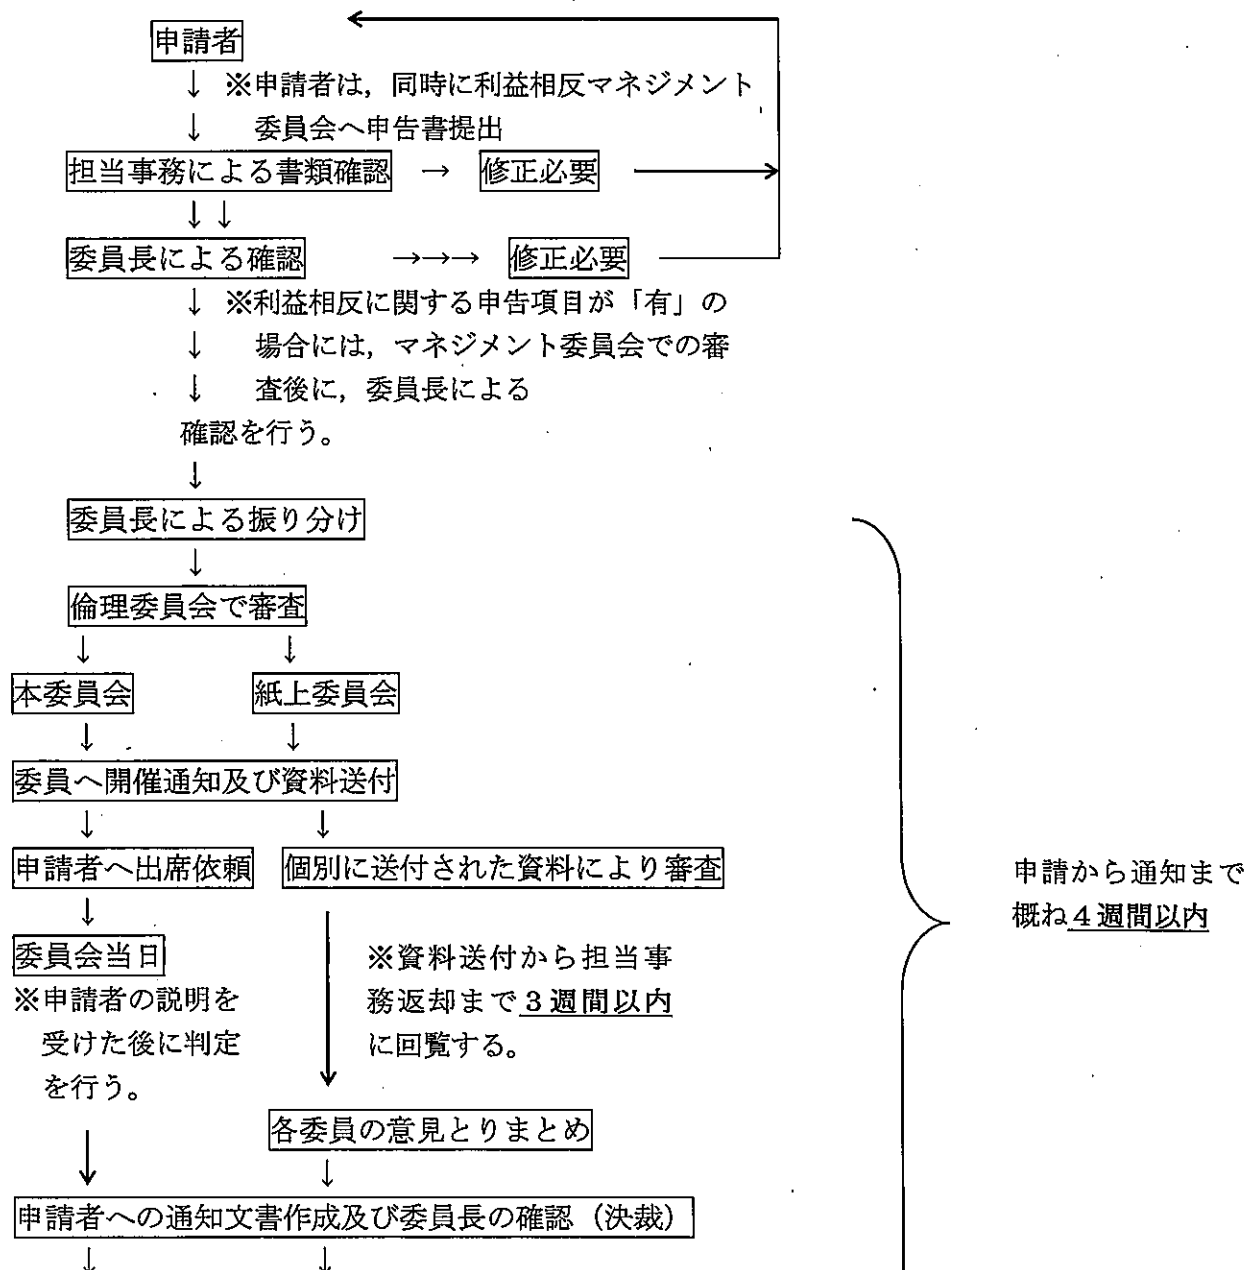 申請者
↓ ※申請者は，同時に利益相反マネジメント
↓ 委員会へ申告書提出
担当事務による書類確認 → 修正必要
↓ ↓
委員長による確認 →→→ 修正必要
↓ ※利益相反に関する申告項目が「有」の
↓ 場合には，マネジメント委員会での審
↓ 査後に，委員長による
確認を行う。
↓
委員長による振り分け
↓
倫理委員会で審査
↓ ↓
本委員会 紙上委員会
↓ ↓
委員へ開催通知及び資料送付
↓ ↓
申請者へ出席依頼 個別に送付された資料により審査
↓
委員会当日
※申請者の説明を
受けた後に判定
を行う。
※資料送付から担当事
務返却まで３週間以内
に回覧する。
各委員の意見とりまとめ
↓
申請者への通知文書作成及び委員長の確認（決裁）
↓ ↓
申請から通知まで
概ね４週間以内